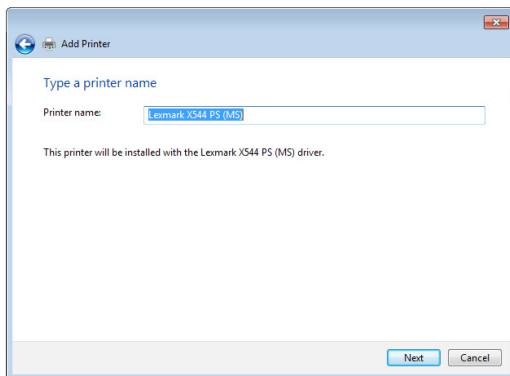 Add Printer
Type a printer name
Printer name: Lexmark X544 PS (MS)
This printer will be installed with the Lexmark X544 PS (MS) driver.
Next Cancel